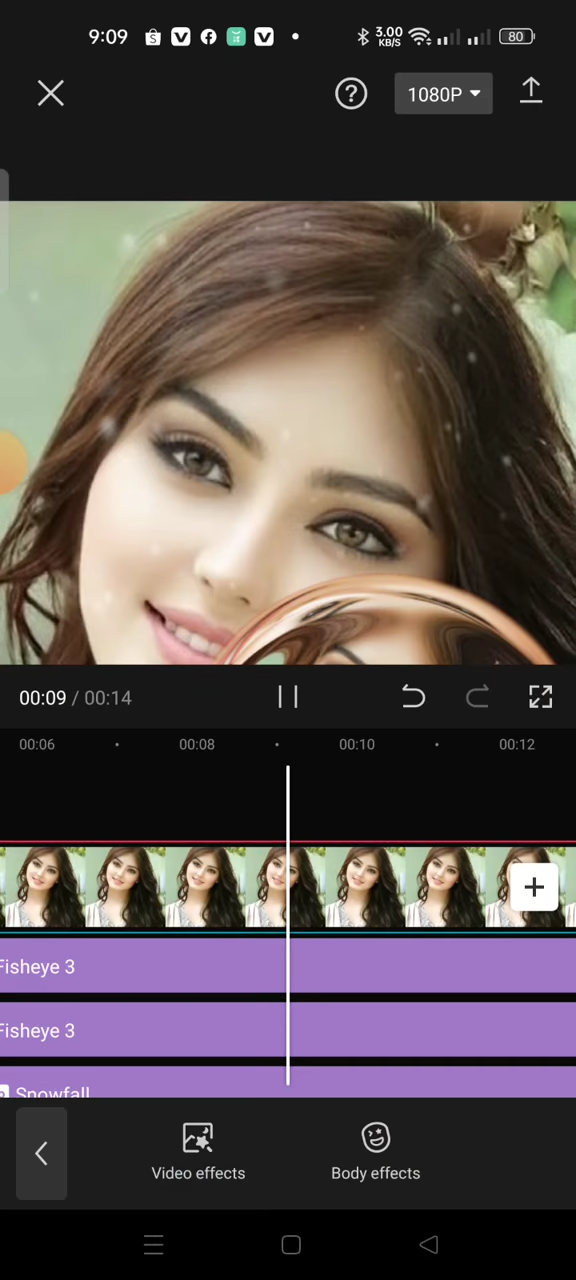 9:09
3.00
KB/S
80
1080P
00:09 / 00:14
00:06
00:08
00:10
00:12
Fisheye 3
Fisheye 3
Snowfall
Video effects
Body effects